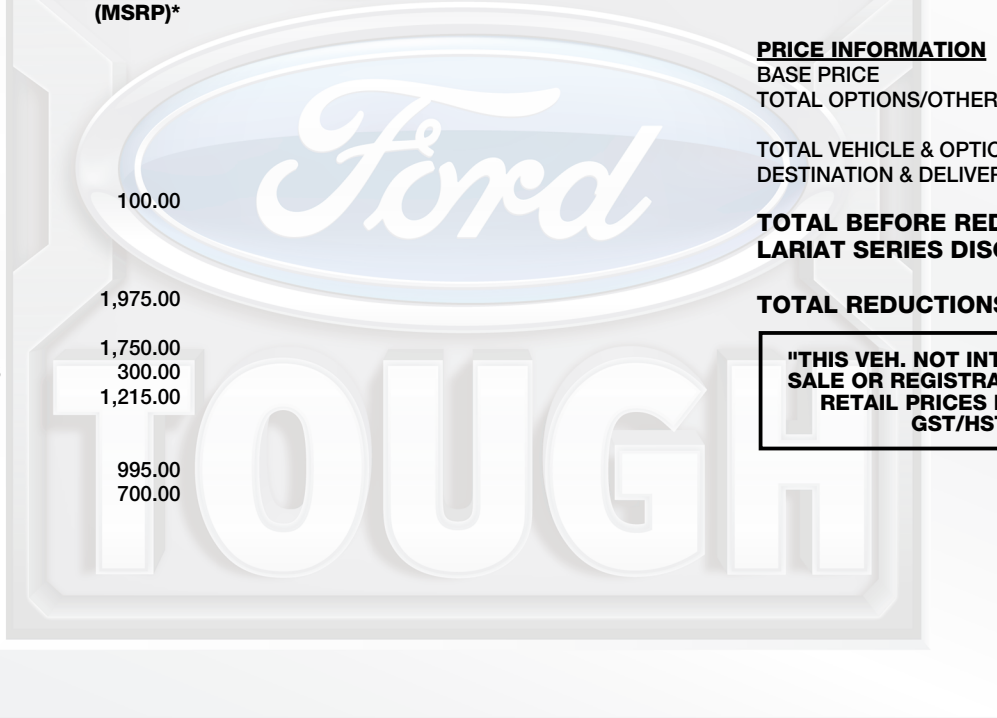 (MSRP)*
100.00
1,975.00
1,750.00
300.00
1,215.00
995.00
700.00
Ford
TOUGH
PRICE INFORMATION
BASE PRICE
TOTAL OPTIONS/OTHER
TOTAL VEHICLE & OPTIO
DESTINATION & DELIVER
TOTAL BEFORE RED
LARIAT SERIES DISC
TOTAL REDUCTIONS
"THIS VEH. NOT INT
SALE OR REGISTRA
RETAIL PRICES
GST/HST